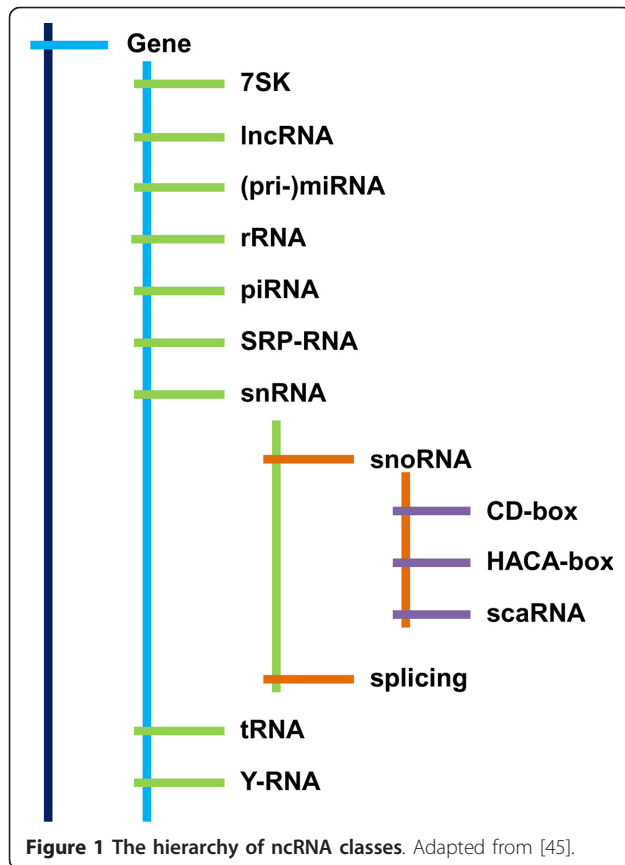 Gene
7SK
lncRNA
(pri-)miRNA
rRNA
piRNA
SRP-RNA
snRNA
snoRNA
CD-box
HACA-box
scaRNA
splicing
tRNA
Y-RNA
Figure 1 The hierarchy of ncRNA classes. Adapted from [45].